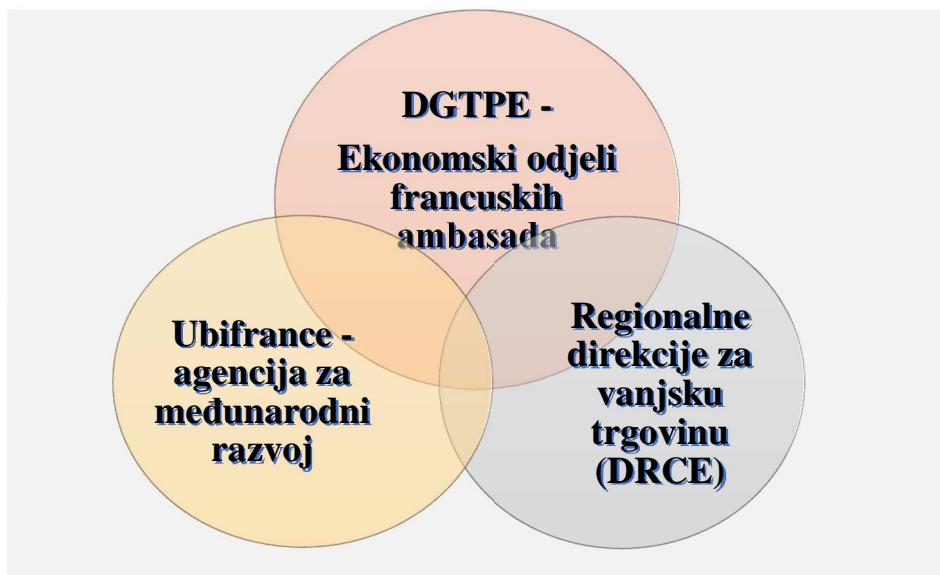 DGTPE -
Ekonomski odjeli
francuskih
ambasada
Ubifrance -
agencija za
međunarodni
razvoj
Regionalne
direkcije za
vanjsku
trgovinu
(DRCE)